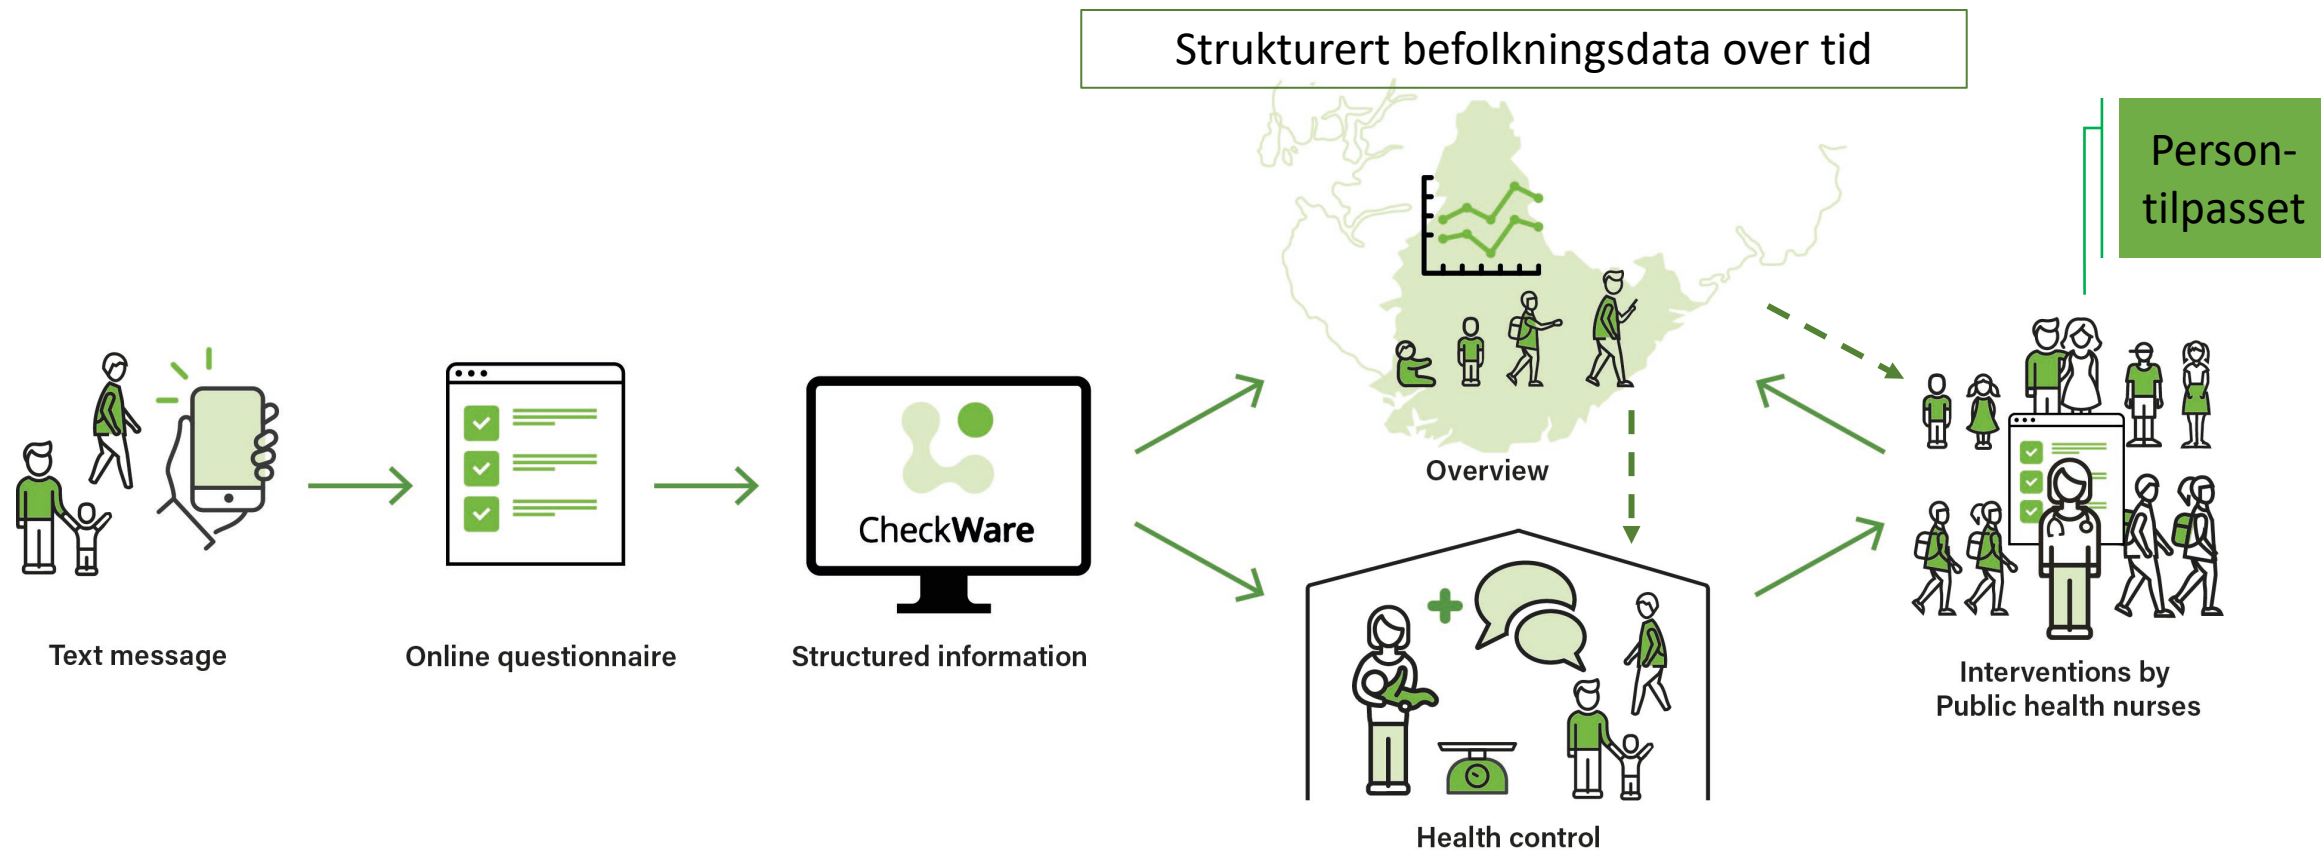 Strukturert befolkningsdata over tid
Person-
tilpasset
CheckWare
Overview
Text message
Online questionnaire
Structured information
Interventions by
Public health nurses
Health control